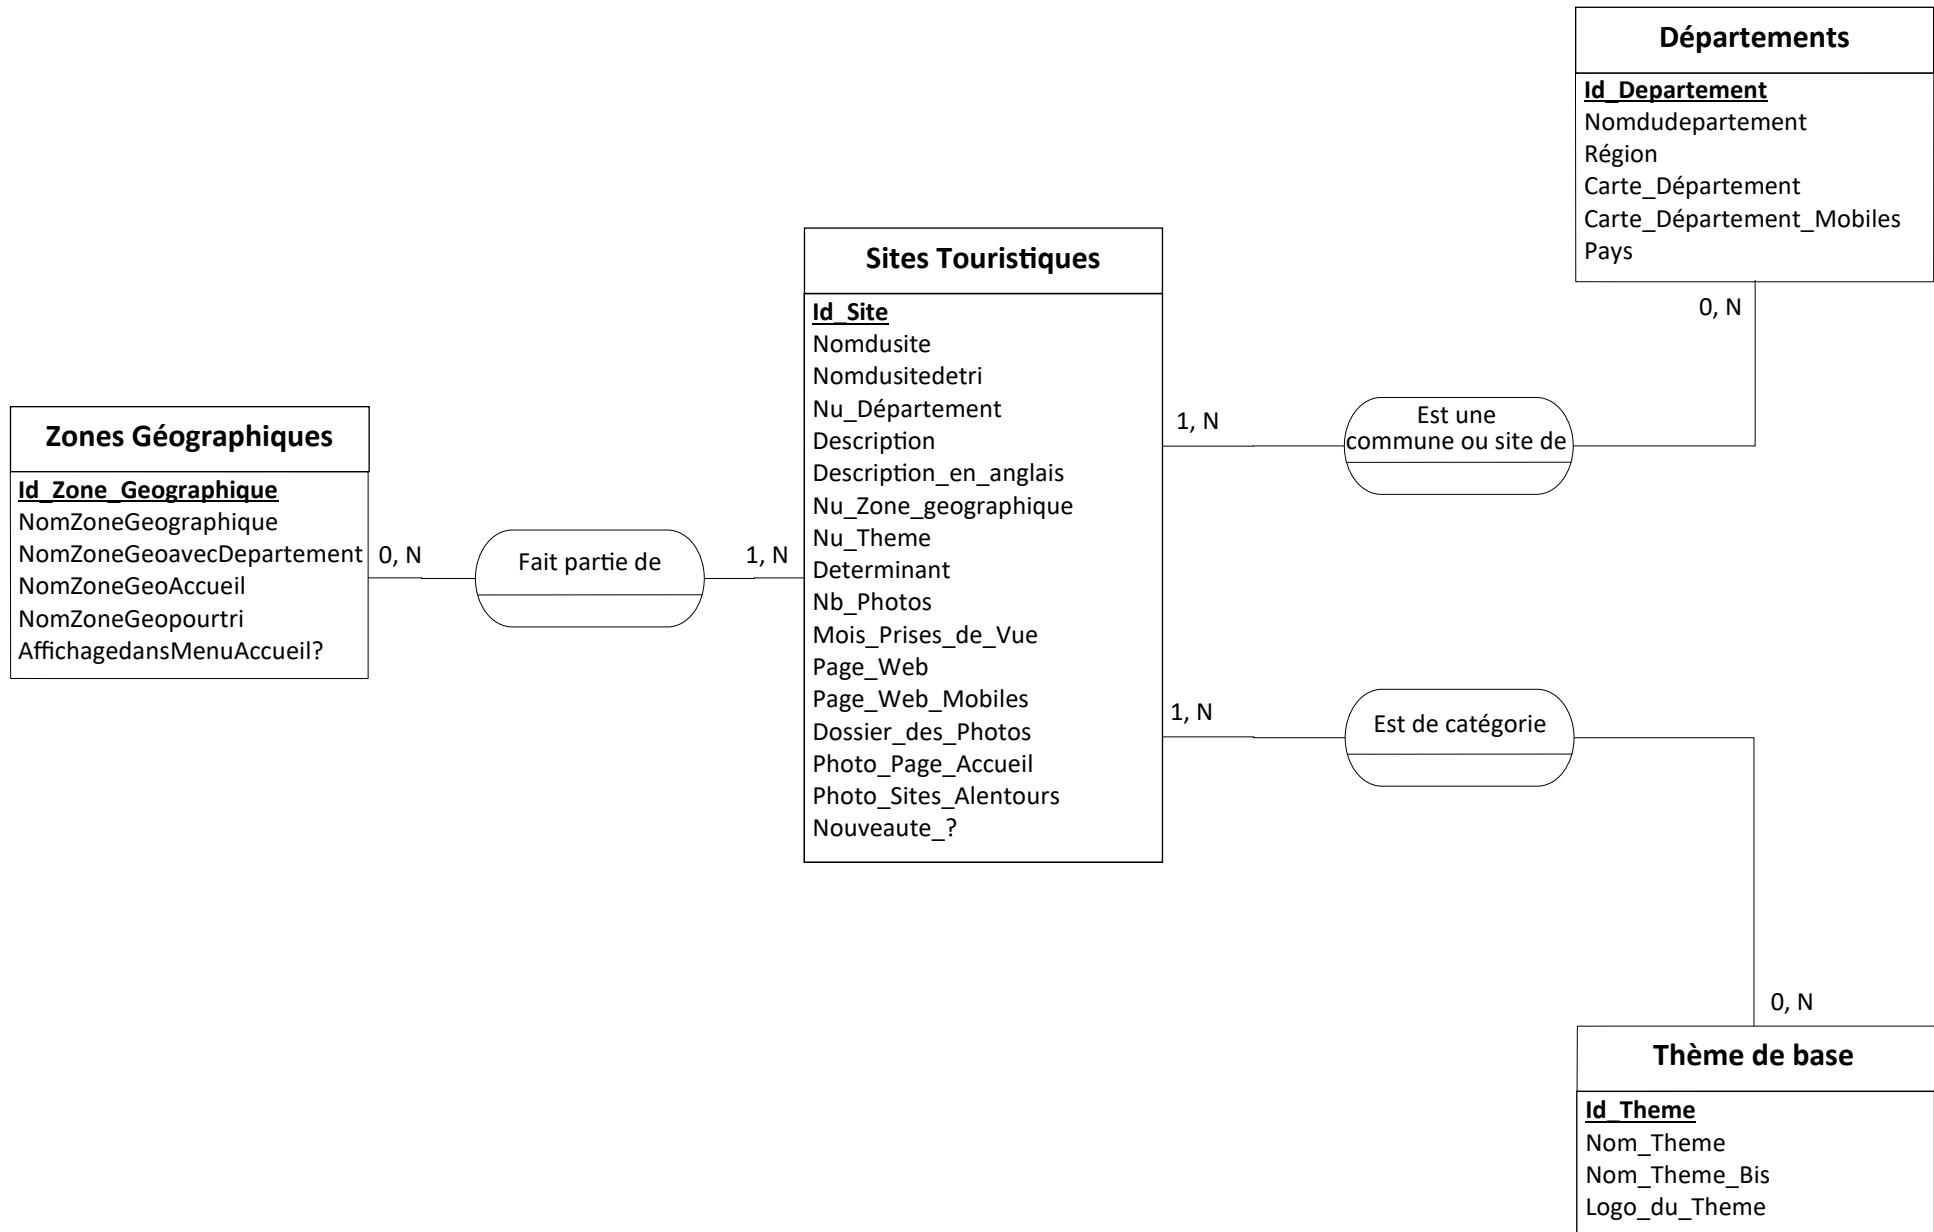 Départements
Id_Departement
Nomdudepartement
Région
Carte_Département
Carte_Département_Mobiles
Pays
0, N
Sites Touristiques
Id_Site
Nomdusite
Nomdusitedetri
Nu_Département
Description
Description_en_anglais
Nu_Zone_geographique
Nu_Theme
Determinant
Nb_Photos
Mois_Prises_de_Vue
Page_Web
Page_Web_Mobiles
Dossier_des_Photos
Photo_Page_Accueil
Photo_Sites_Alentours
Nouveaute_?
1, N
Est une
commune ou site de
Zones Géographiques
Id_Zone_Geographique
NomZoneGeographique
NomZoneGeoavecDepartement
NomZoneGeoAccueil
NomZoneGeopourtri
AffichagedansMenuAccueil?
0, N
Fait partie de
1, N
1, N
Est de catégorie
0, N
Thème de base
Id_Theme
Nom_Theme
Nom_Theme_Bis
Logo_du_Theme